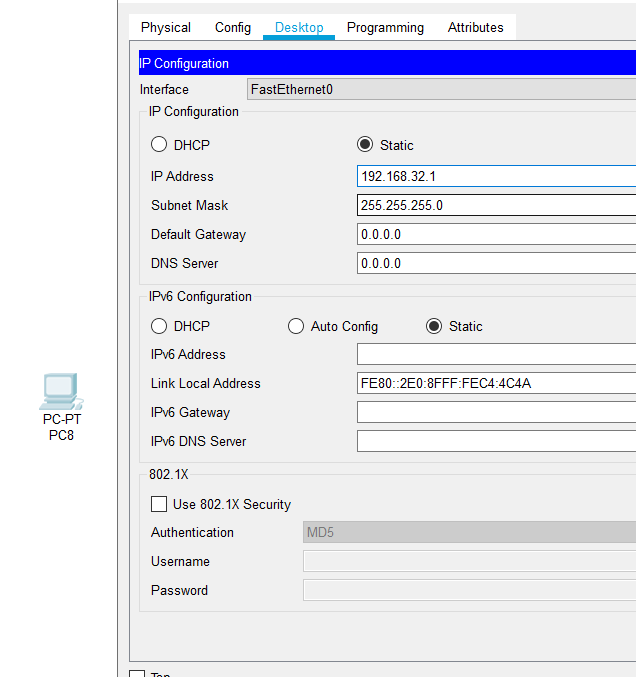 Physical Config Desktop Programming Attributes
IP Configuration
Interface FastEthernet0
IP Configuration
DHCP Static
IP Address 192.168.32.1
Subnet Mask 255.255.255.0
Default Gateway 0.0.0.0
DNS Server 0.0.0.0
IPv6 Configuration
DHCP Auto Config Static
IPv6 Address
Link Local Address FE80::2E0:8FFF:FEC4:4C4A
IPv6 Gateway
IPv6 DNS Server
802.1X
Use 802.1X Security
Authentication MD5
Username
Password
Top
PC-PT
PC8